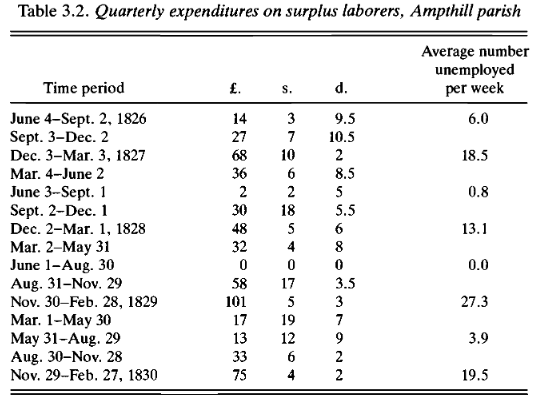 Table 3.2. Quarterly expenditures on surplus laborers, Ampthill parish
Average number
unemployed
Time period £. s. d. per week
June 4–Sept. 2, 1826 14 3 9.5 6.0
Sept. 3–Dec. 2 27 7 10.5
Dec. 3–Mar. 3, 1827 68 10 2 18.5
Mar. 4–June 2 36 6 8.5
June 3–Sept. 1 2 2 5 0.8
Sept. 2–Dec. 1 30 18 5.5
Dec. 2–Mar. 1, 1828 48 5 6 13.1
Mar. 2–May 31 32 4 8
June 1–Aug. 30 0 0 0 0.0
Aug. 31–Nov. 29 58 17 3.5
Nov. 30–Feb. 28, 1829 101 5 3 27.3
Mar. 1–May 30 17 19 7
May 31–Aug. 29 13 12 9 3.9
Aug. 30–Nov. 28 33 6 2
Nov. 29–Feb. 27, 1830 75 4 2 19.5